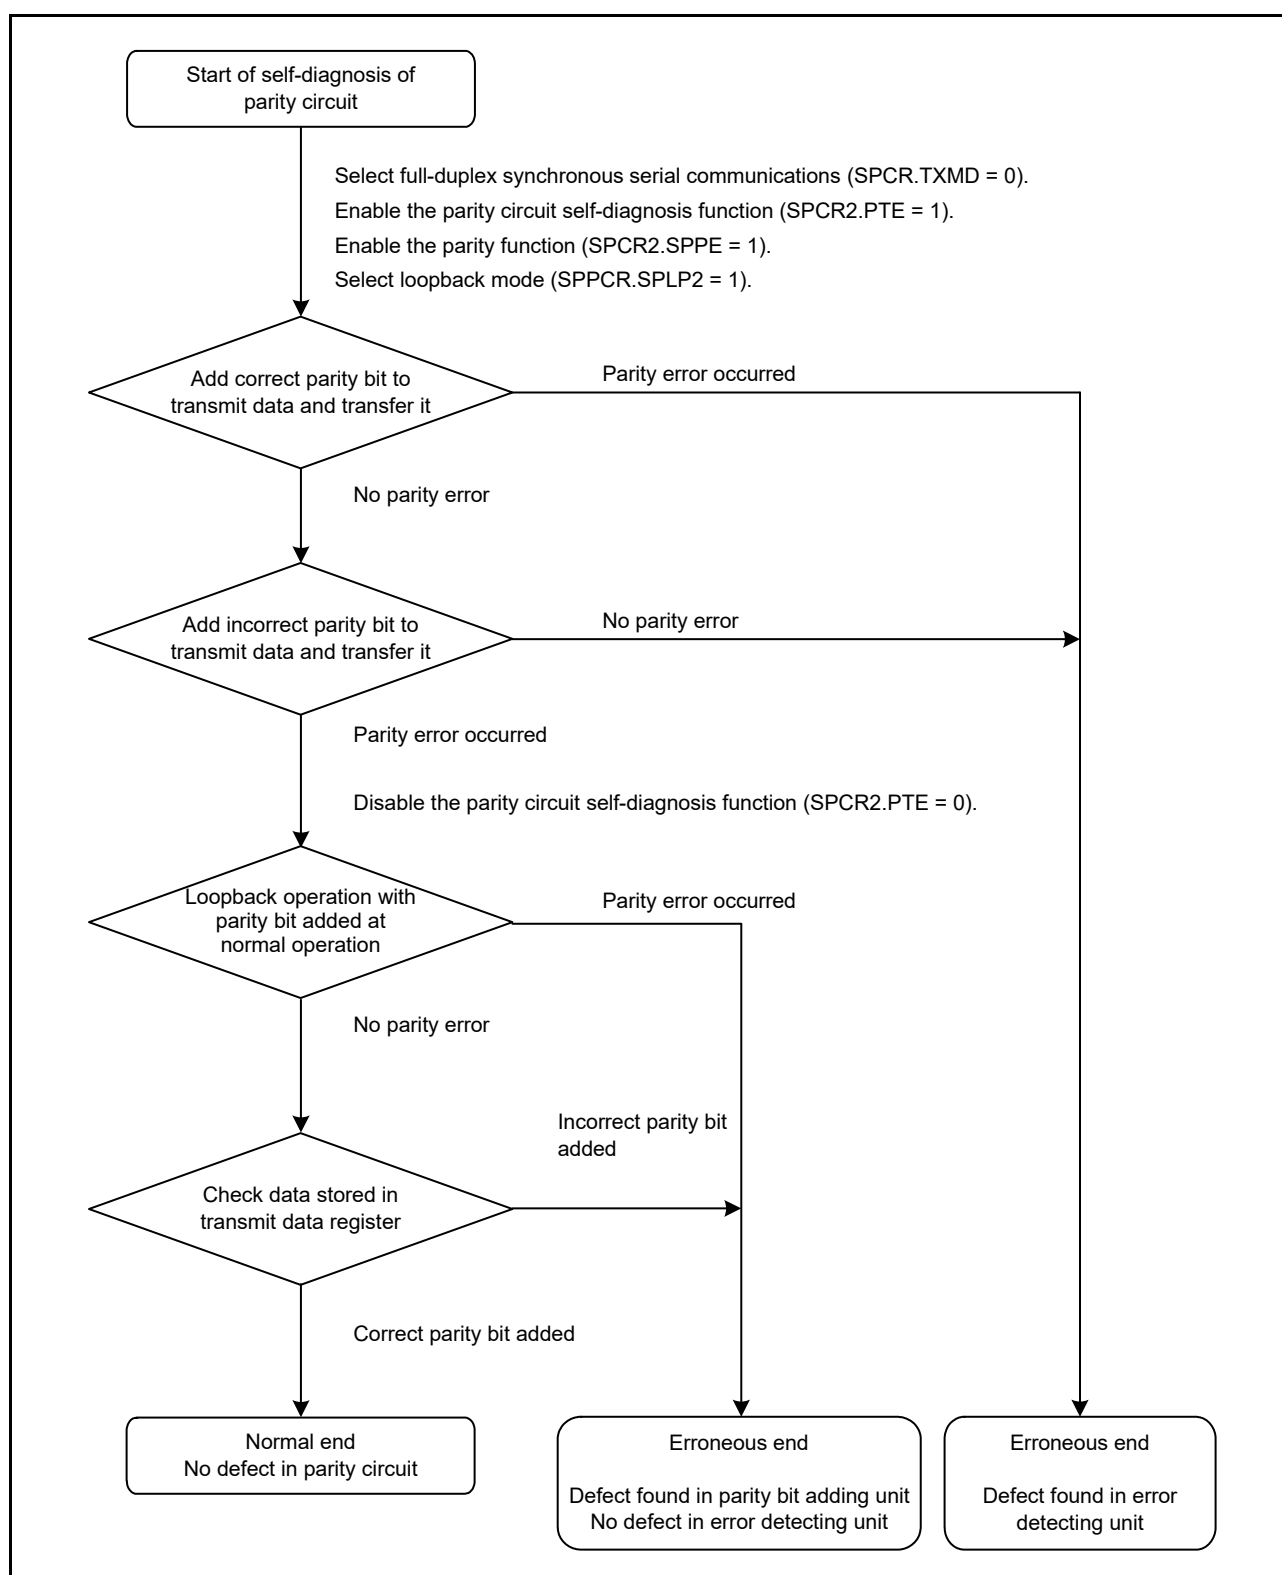 Start of self-diagnosis of
parity circuit
Select full-duplex synchronous serial communications (SPCR.TXMD = 0).
Enable the parity circuit self-diagnosis function (SPCR2.PTE = 1).
Enable the parity function (SPCR2.SPPE = 1).
Select loopback mode (SPPCR.SPLP2 = 1).
Add correct parity bit to
transmit data and transfer it
Parity error occurred
No parity error
Add incorrect parity bit to
transmit data and transfer it
No parity error
Parity error occurred
Disable the parity circuit self-diagnosis function (SPCR2.PTE = 0).
Loopback operation with
parity bit added at
normal operation
Parity error occurred
No parity error
Incorrect parity bit
added
Check data stored in
transmit data register
Correct parity bit added
Normal end
No defect in parity circuit
Erroneous end
Defect found in parity bit adding unit
No defect in error detecting unit
Erroneous end
Defect found in error
detecting unit